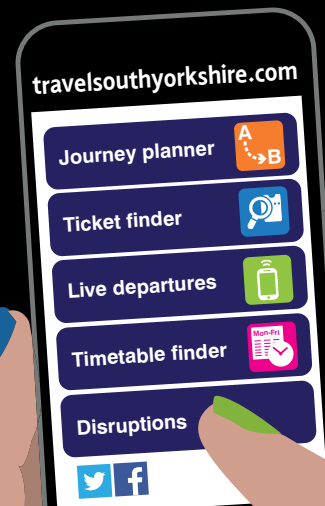 travelsouthyorkshire.com
Journey planner
A
B
Ticket finder
Live departures
Timetable finder
Mon-Fri
Disruptions